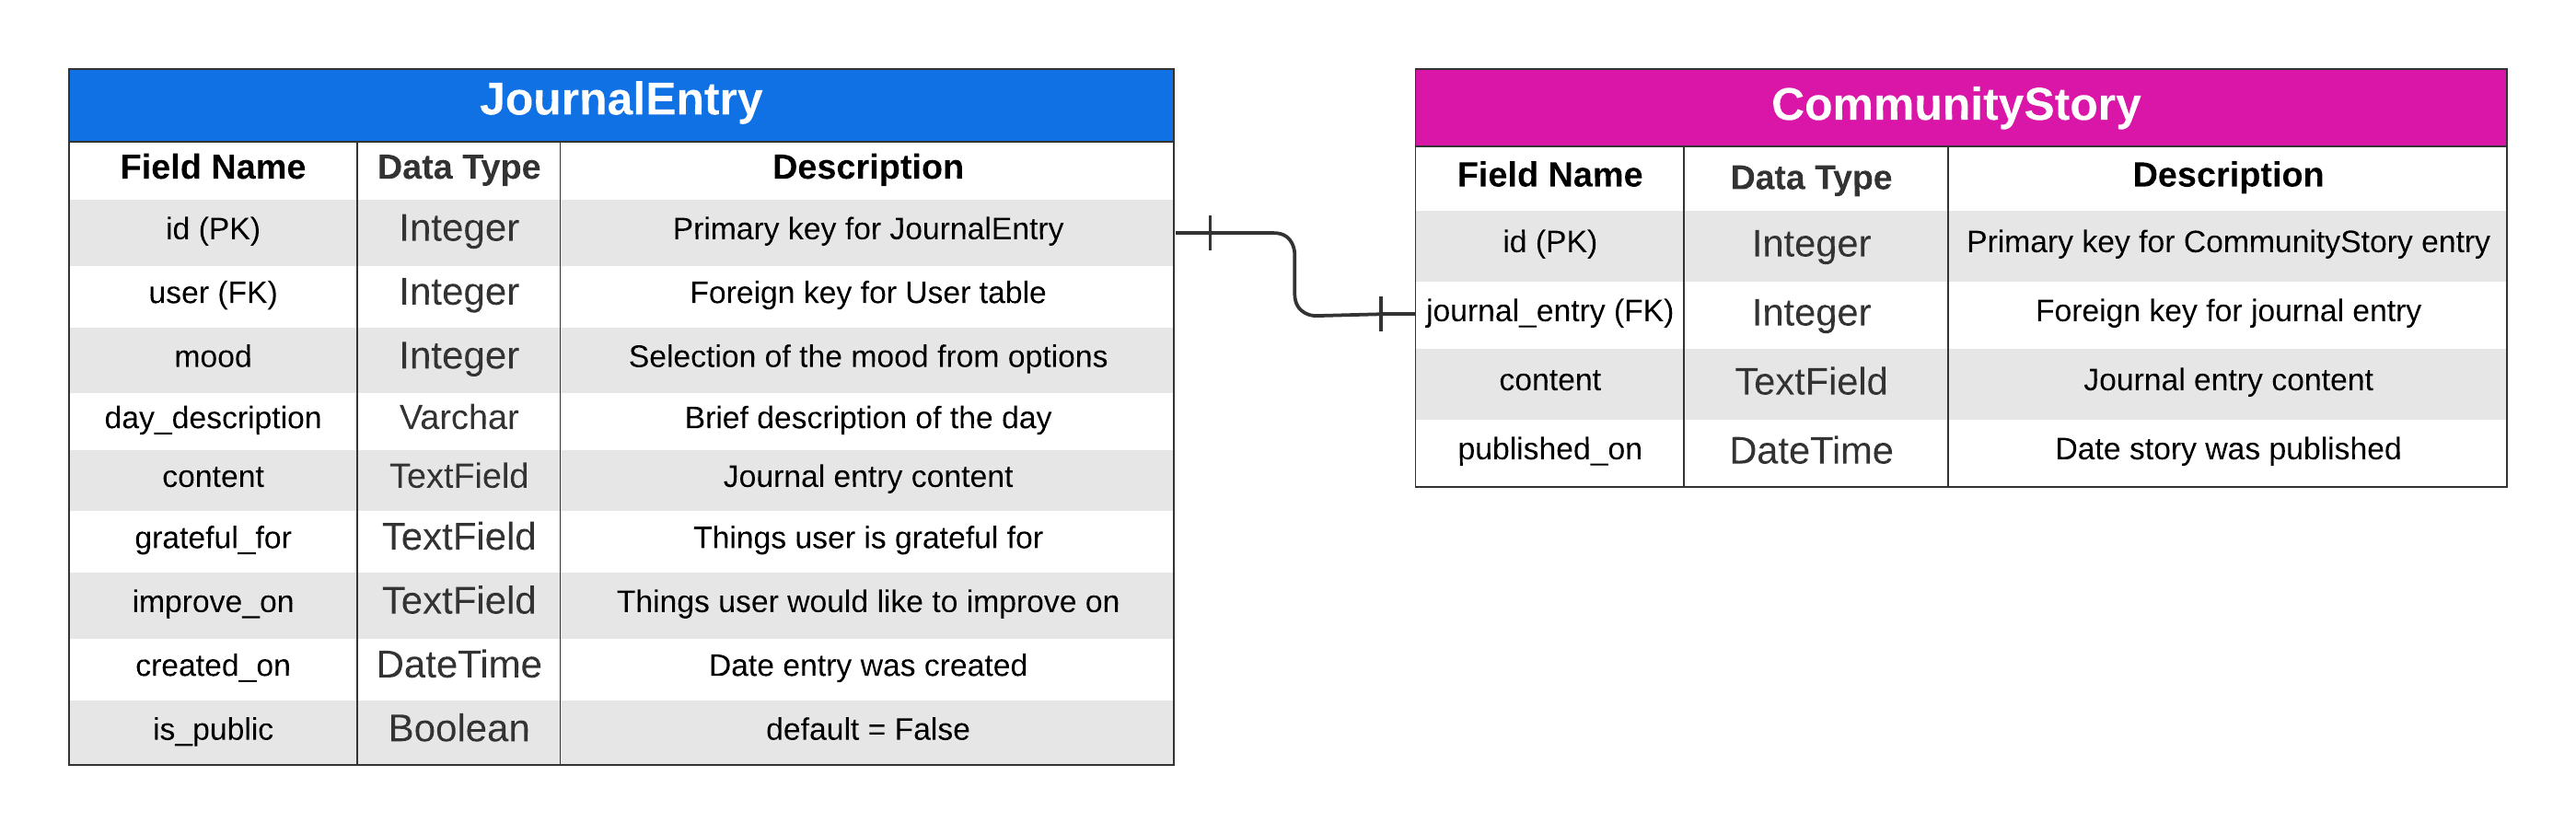 JournalEntry
Field Name Data Type Description
id (PK) Integer Primary key for JournalEntry
user (FK) Integer Foreign key for User table
mood Integer Selection of the mood from options
day_description Varchar Brief description of the day
content TextField Journal entry content
grateful_for TextField Things user is grateful for
improve_on TextField Things user would like to improve on
created_on DateTime Date entry was created
is_public Boolean default = False
CommunityStory
Field Name Data Type Description
id (PK) Integer Primary key for CommunityStory entry
journal_entry (FK) Integer Foreign key for journal entry
content TextField Journal entry content
published_on DateTime Date story was published